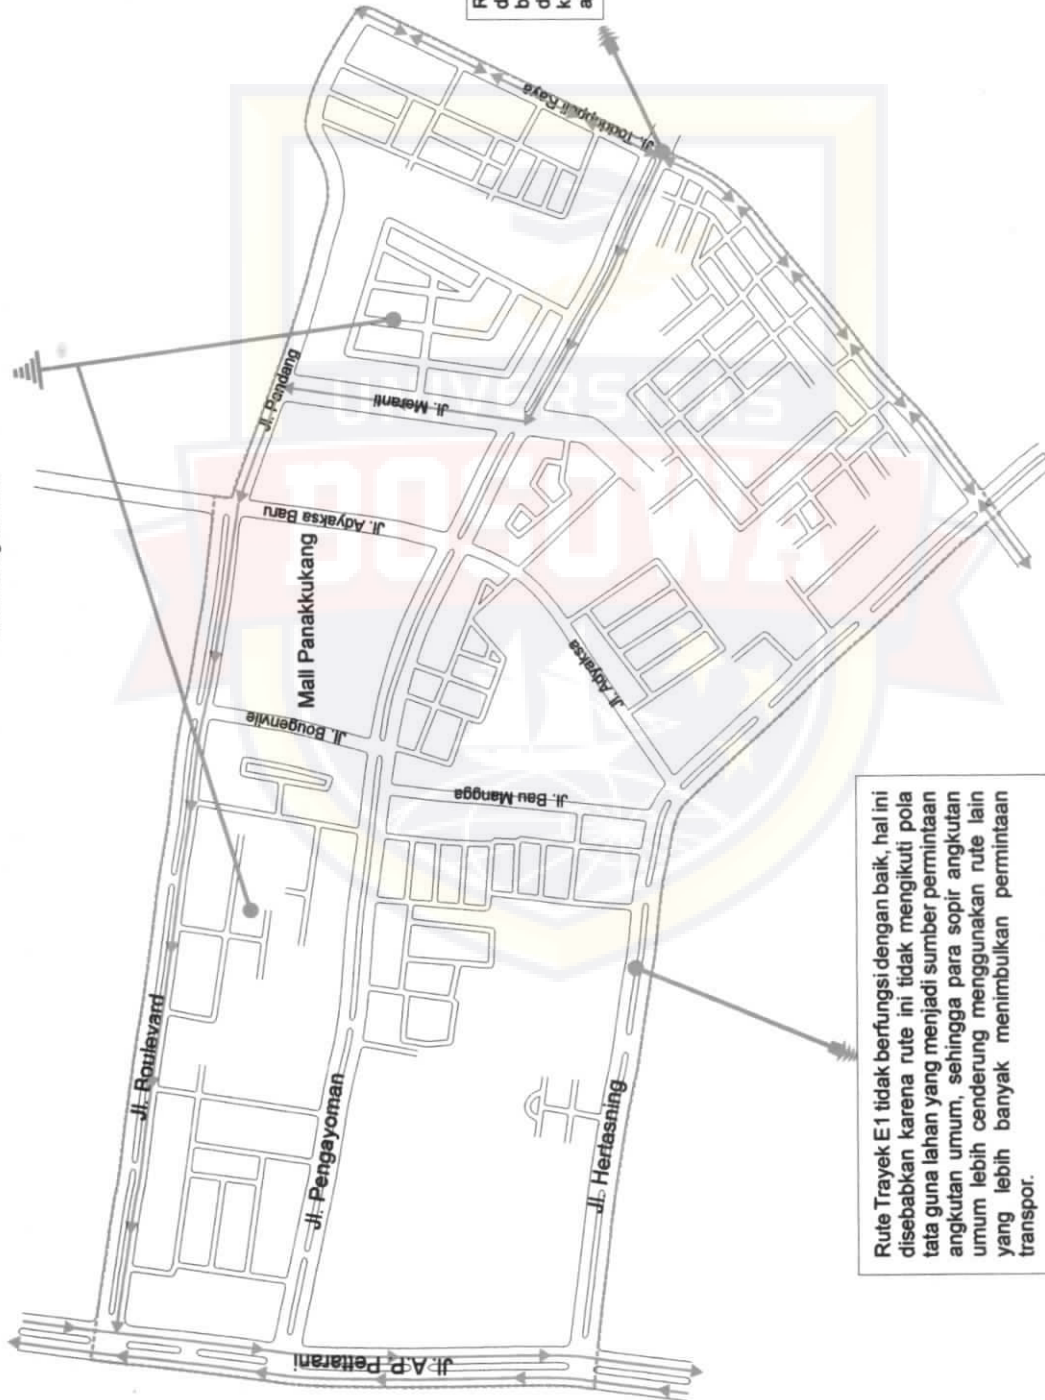 Jl. Toddoppuli Raya
Jl. Pandang
Jl. Meranti
Jl. Adyaksa Baru
Mall Panakkukang
Jl. Bougenvile
Jl. Adyaksa
Jl. Bau Mangga
Jl. Boulevard
Jl. Pengayoman
Jl. Hertasning
Jl. A.P. Pettarani
UNIVERSITAS
BOSOWA
Rute Trayek E1 tidak berfungsi dengan baik, hal ini
disebabkan karena rute ini tidak mengikuti pola
tata guna lahan yang menjadi sumber permintaan
angkutan umum, sehingga para sopir angkutan
umum lebih cenderung menggunakan rute lain
yang lebih banyak menimbulkan permintaan
transpor.